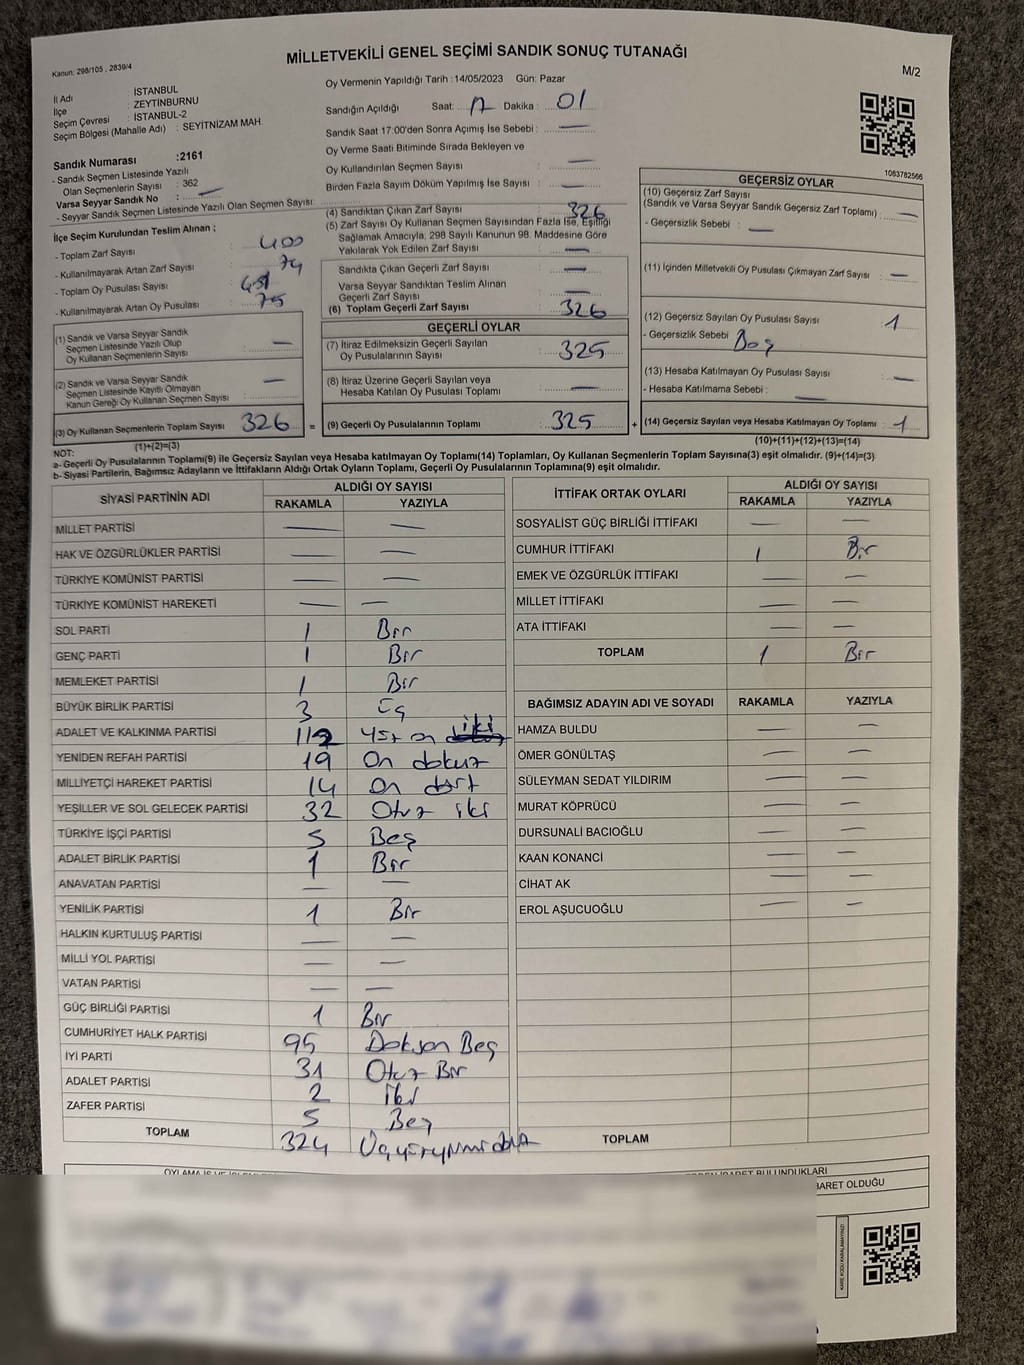 MİLLETVEKİLİ GENEL SEÇİMİ SANDIK SONUÇ TUTANAĞI
Kanun: 298/105 , 2839/4
M/2
İl Adı : İSTANBUL
İlçe : ZEYTİNBURNU
Seçim Çevresi : İSTANBUL-2
Seçim Bölgesi (Mahalle Adı) : SEYİTNİZAM MAH.
Sandık Numarası :2161
- Sandık Seçmen Listesinde Yazılı
Olan Seçmenlerin Sayısı : 362
Varsa Seyyar Sandık No —
- Seyyar Sandık Seçmen Listesinde Yazılı Olan Seçmen Sayısı:
İlçe Seçim Kurulundan Teslim Alınan ;
- Toplam Zarf Sayısı 400
- Kullanılmayarak Artan Zarf Sayısı 74
- Toplam Oy Pusulası Sayısı
- Kullanılmayarak Artan Oy Pusulası 75
Oy Vermenin Yapıldığı Tarih :14/05/2023 Gün: Pazar
Sandığın Açıldığı Saat: 17 Dakika : 01
Sandık Saat 17:00'den Sonra Açımış İse Sebebi : —
Oy Verme Saati Bitiminde Sırada Bekleyen ve
Oy Kullandırılan Seçmen Sayısı : —
Birden Fazla Sayım Döküm Yapılmış İse Sayısı : —
(4) Sandıktan Çıkan Zarf Sayısı 326
(5) Zarf Sayısı Oy Kullanan Seçmen Sayısından Fazla İse, Eşitliği
Sağlamak Amacıyla, 298 Sayılı Kanunun 98. Maddesine Göre
Yakılarak Yok Edilen Zarf Sayısı : —
Sandıkta Çıkan Geçerli Zarf Sayısı —
Varsa Seyyar Sandıktan Teslim Alınan
Geçerli Zarf Sayısı —
(6) Toplam Geçerli Zarf Sayısı 326
1083782566
GEÇERSİZ OYLAR
(10) Geçersiz Zarf Sayısı
(Sandık ve Varsa Seyyar Sandık Geçersiz Zarf Toplamı) —
- Geçersizlik Sebebi : —
(11) İçinden Milletvekili Oy Pusulası Çıkmayan Zarf Sayısı : —
(12) Geçersiz Sayılan Oy Pusulası Sayısı 1
- Geçersizlik Sebebi : Boş
(13) Hesaba Katılmayan Oy Pusulası Sayısı —
- Hesaba Katılmama Sebebi : —
(14) Geçersiz Sayılan veya Hesaba Katılmayan Oy Toplamı 1
(10)+(11)+(12)+(13)=(14)
(1) Sandık ve Varsa Seyyar Sandık
Seçmen Listesinde Yazılı Olup
Oy Kullanan Seçmenlerin Sayısı —
(2) Sandık ve Varsa Seyyar Sandık
Seçmen Listesinde Kayıtlı Olmayan
Kanun Gereği Oy Kullanan Seçmen Sayısı —
(3) Oy Kullanan Seçmenlerin Toplam Sayısı 326 =
(1)+(2)=(3)
GEÇERLİ OYLAR
(7) İtiraz Edilmeksizin Geçerli Sayılan
Oy Pusulalarının Sayısı 325
(8) İtiraz Üzerine Geçerli Sayılan veya
Hesaba Katılan Oy Pusulası Toplamı —
(9) Geçerli Oy Pusulalarının Toplamı 325 +
NOT:
a- Geçerli Oy Pusulalarının Toplamı(9) ile Geçersiz Sayılan veya Hesaba katılmayan Oy Toplamı(14) Toplamları, Oy Kullanan Seçmenlerin Toplam Sayısına(3) eşit olmalıdır. (9)+(14)=(3)
b- Siyasi Partilerin, Bağımsız Adayların ve İttifakların Aldığı Ortak Oyların Toplamı, Geçerli Oy Pusulalarının Toplamına(9) eşit olmalıdır.
SİYASİ PARTİNİN ADI ALDIĞI OY SAYISI
RAKAMLA YAZIYLA
MİLLET PARTİSİ — —
HAK VE ÖZGÜRLÜKLER PARTİSİ — —
TÜRKİYE KOMÜNİST PARTİSİ — —
TÜRKİYE KOMÜNİST HAREKETİ — —
SOL PARTİ 1 Bir
GENÇ PARTİ 1 Bir
MEMLEKET PARTİSİ 1 Bir
BÜYÜK BİRLİK PARTİSİ 3 Üç
ADALET VE KALKINMA PARTİSİ 112 Yüz on iki
YENİDEN REFAH PARTİSİ 19 On dokuz
MİLLİYETÇİ HAREKET PARTİSİ 14 On dört
YEŞİLLER VE SOL GELECEK PARTİSİ 32 Otuz iki
TÜRKİYE İŞÇİ PARTİSİ 5 Beş
ADALET BİRLİK PARTİSİ 1 Bir
ANAVATAN PARTİSİ — —
YENİLİK PARTİSİ 1 Bir
HALKIN KURTULUŞ PARTİSİ — —
MİLLİ YOL PARTİSİ — —
VATAN PARTİSİ — —
GÜÇ BİRLİĞİ PARTİSİ 1 Bir
CUMHURİYET HALK PARTİSİ 95 Doksan Beş
İYİ PARTİ 31 Otuz Bir
ADALET PARTİSİ 2 iki
ZAFER PARTİSİ 5 Beş
TOPLAM 324
İTTİFAK ORTAK OYLARI ALDIĞI OY SAYISI
RAKAMLA YAZIYLA
SOSYALİST GÜÇ BİRLİĞİ İTTİFAKI — —
CUMHUR İTTİFAKI 1 Bir
EMEK VE ÖZGÜRLÜK İTTİFAKI — —
MİLLET İTTİFAKI — —
ATA İTTİFAKI — —
TOPLAM 1 Bir
BAĞIMSIZ ADAYIN ADI VE SOYADI RAKAMLA YAZIYLA
HAMZA BULDU — —
ÖMER GÖNÜLTAŞ — —
SÜLEYMAN SEDAT YILDIRIM — —
MURAT KÖPRÜCÜ — —
DURSUNALİ BACIOĞLU — —
KAAN KONANCİ — —
CİHAT AK — —
EROL AŞUCUOĞLU — —
TOPLAM
İBARET OLDUĞU